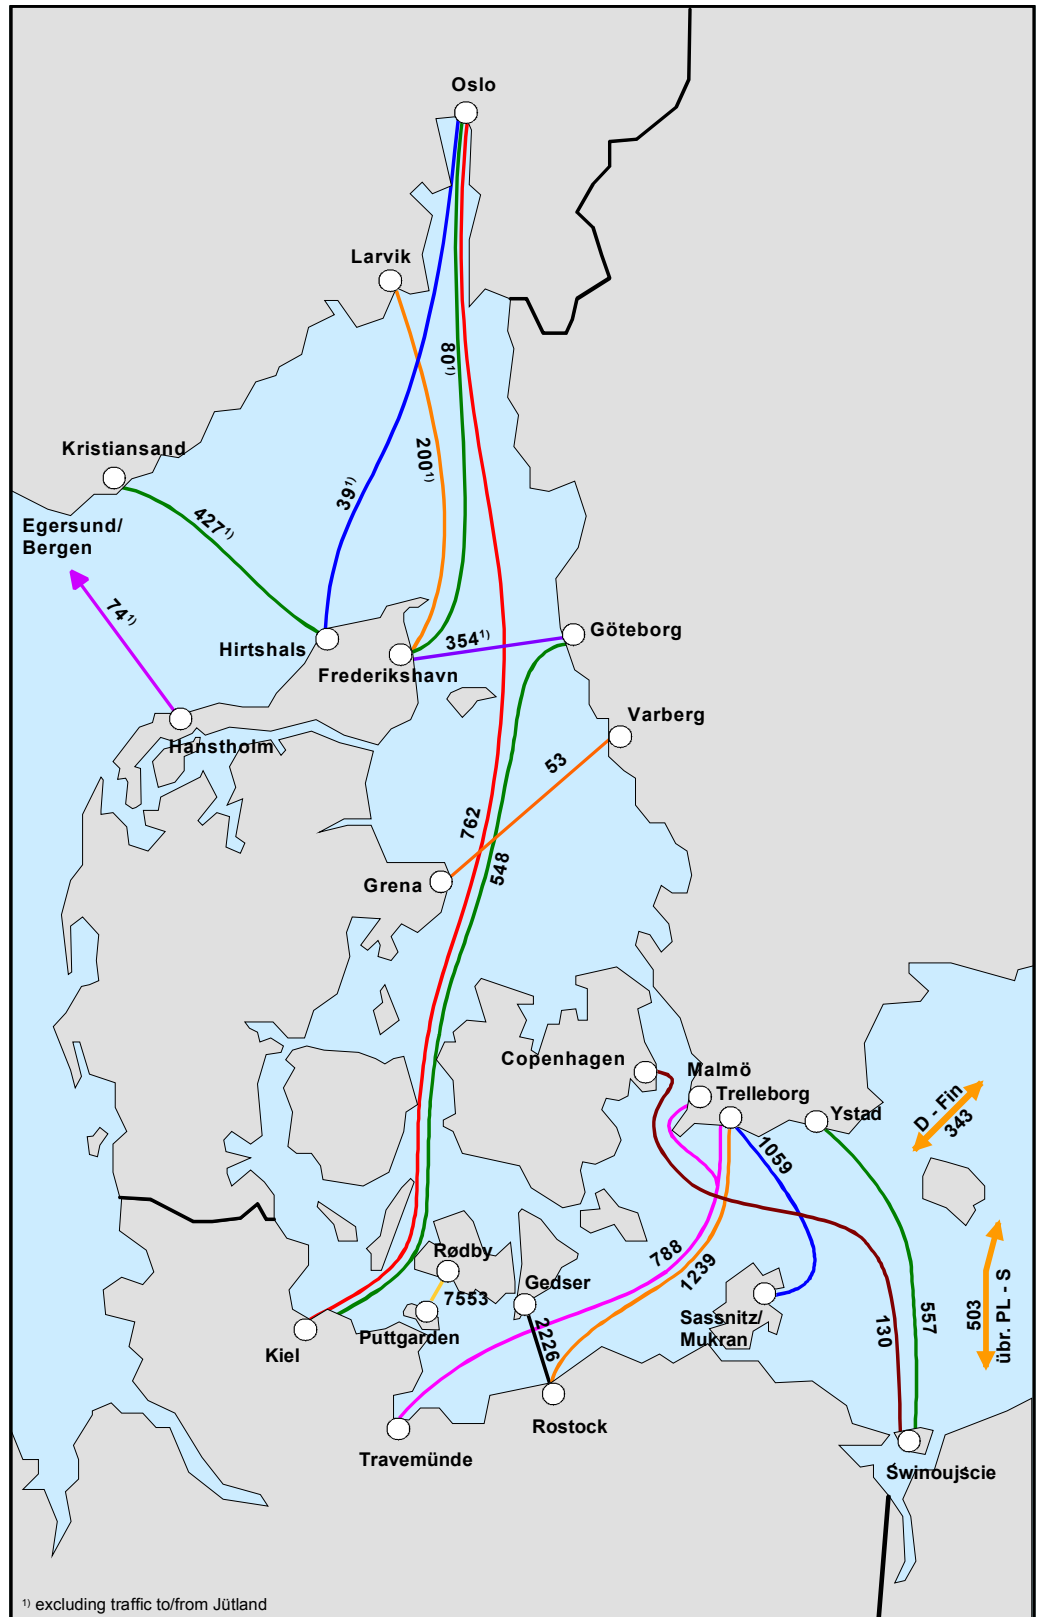 Oslo
Larvik
80¹⁾
200¹⁾
39¹⁾
Kristiansand
427¹⁾
Egersund/
Bergen
74¹⁾
Hirtshals
354¹⁾
Göteborg
Frederikshavn
Varberg
Hanstholm
53
762
548
Grena
Copenhagen
Malmö
Trelleborg
Ystad
D - Fin
343
1059
788
1239
Rødby
7553
Gedser
2226
Puttgarden
Kiel
Sassnitz/
Mukran
130
557
503
übr. PL - S
Rostock
Travemünde
Świnoujście
¹⁾ excluding traffic to/from Jütland